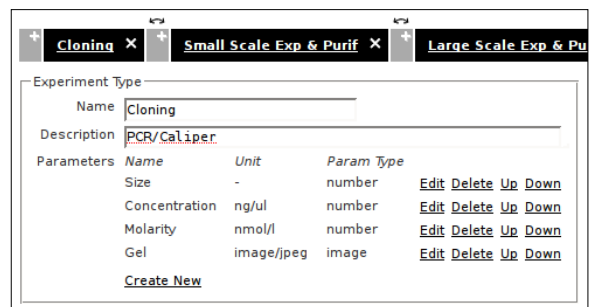 + Cloning × + Small Scale Exp & Purif × + Large Scale Exp & Pu
Experiment Type
Name Cloning
Description PCR/Caliper
Parameters Name Unit Param Type
Size - number Edit Delete Up Down
Concentration ng/ul number Edit Delete Up Down
Molarity nmol/l number Edit Delete Up Down
Gel image/jpeg image Edit Delete Up Down
Create New